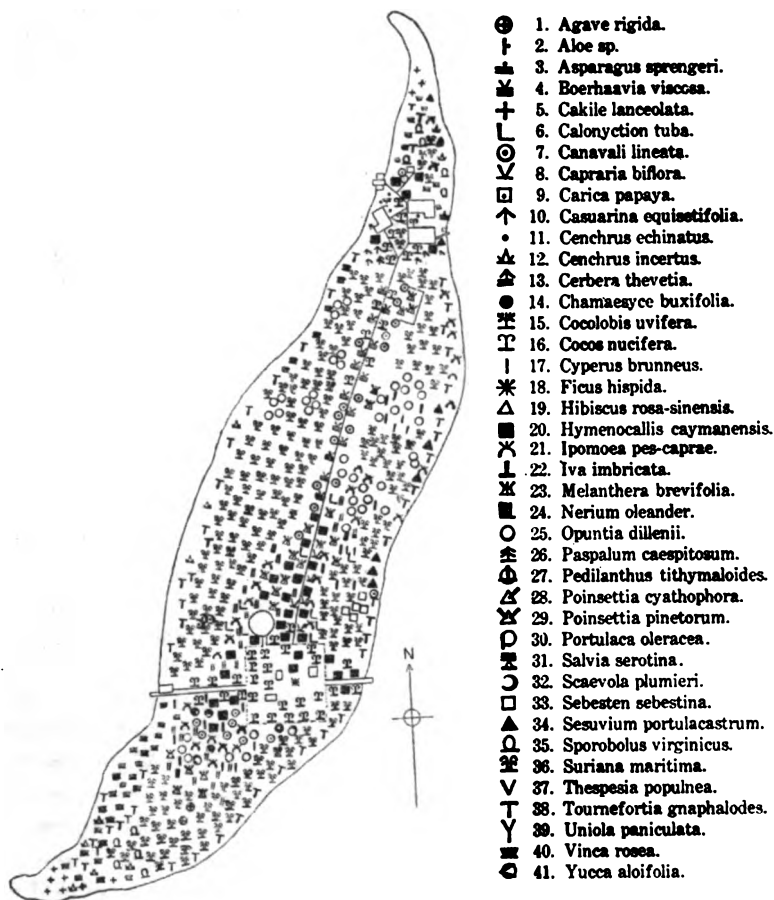 1. Agave rigida.
2. Aloe sp.
3. Asparagus sprengeri.
4. Boerhaavia viscosa.
5. Cakile lanceolata.
6. Calonyction tuba.
7. Canavali lineata.
8. Capraria biflora.
9. Carica papaya.
10. Casuarina equisetifolia.
11. Cenchrus echinatus.
12. Cenchrus incertus.
13. Cerbera thevetia.
14. Chamaesyce buxifolia.
15. Cocolobis uvifera.
16. Cocos nucifera.
17. Cyperus brunneus.
18. Ficus hispida.
19. Hibiscus rosa-sinensis.
20. Hymenocallis caymanensis.
21. Ipomoea pes-caprae.
22. Iva imbricata.
23. Melanthera brevifolia.
24. Nerium oleander.
25. Opuntia dillenii.
26. Paspalum caespitosum.
27. Pedilanthus tithymaloides.
28. Poinsettia cyathophora.
29. Poinsettia pinetorum.
30. Portulaca oleracea.
31. Salvia serotina.
32. Scaevola plumieri.
33. Sebesten sebestina.
34. Sesuvium portulacastrum.
35. Sporobolus virginicus.
36. Suriana maritima.
37. Thespesia populnea.
38. Tournefortia gnaphalodes.
39. Uniola paniculata.
40. Vinca rosea.
41. Yucca aloifolia.
N